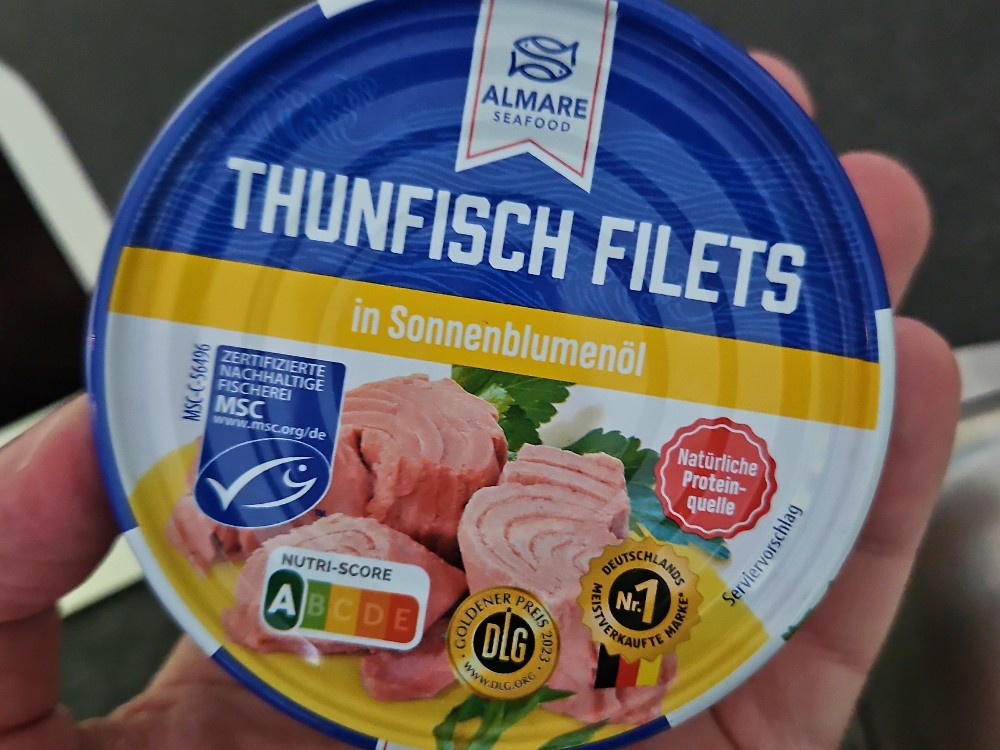 ALMARE
SEAFOOD
THUNFISCH FILETS
in Sonnenblumenöl
MSC-C-56496
ZERTIFIZIERTE
NACHHALTIGE
FISCHEREI
MSC
www.msc.org/de
TM
Natürliche
Protein-
quelle
Serviervorschlag
NUTRI-SCORE
A B C D E
GOLDENER PREIS 2023
DLG
WWW.DLG.ORG
DEUTSCHLANDS
Nr. 1
MEISTVERKAUFTE MARKE*